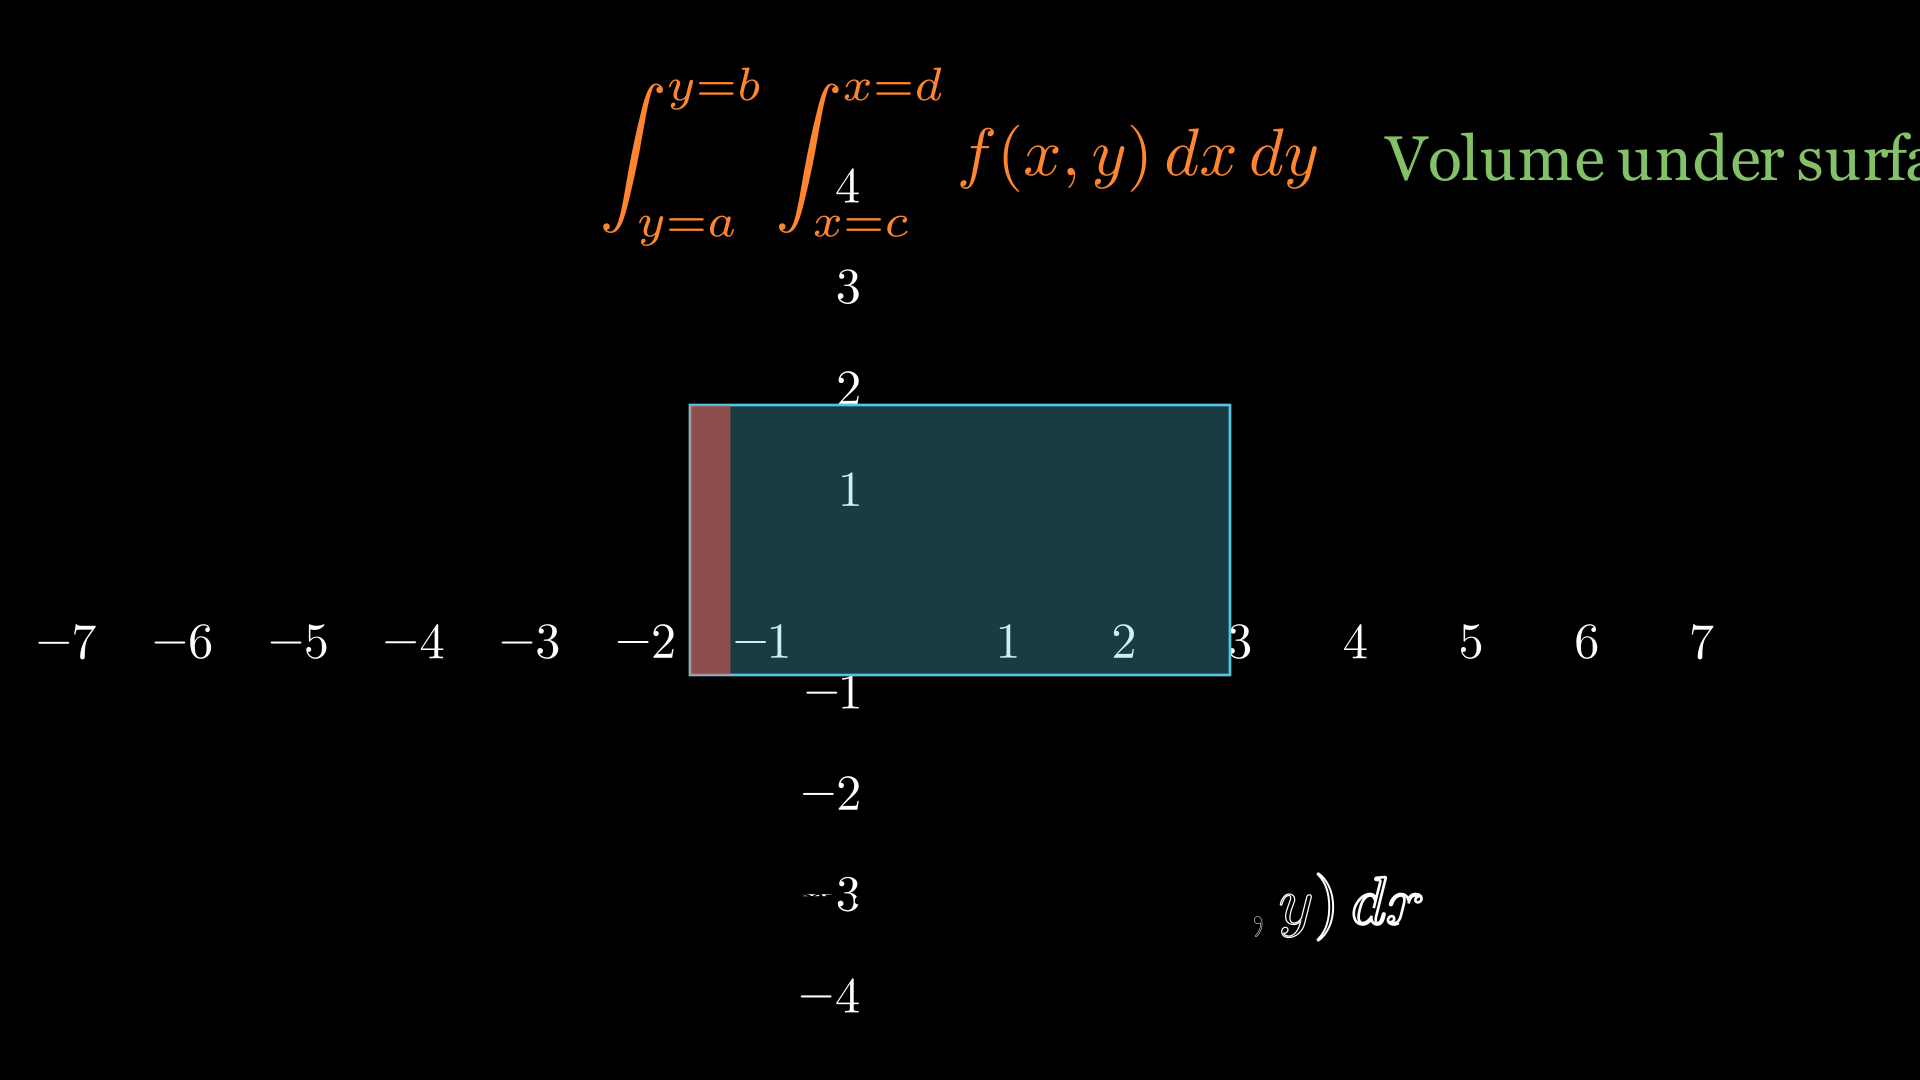 ∫_{y=a}^{y=b} ∫_{x=c}^{x=d} f(x, y) dx dy Volume under surfa
4
3
2
1
−7 −6 −5 −4 −3 −2 −1 1 2 3 4 5 6 7
−1
−2
−3
, y) dx
−4